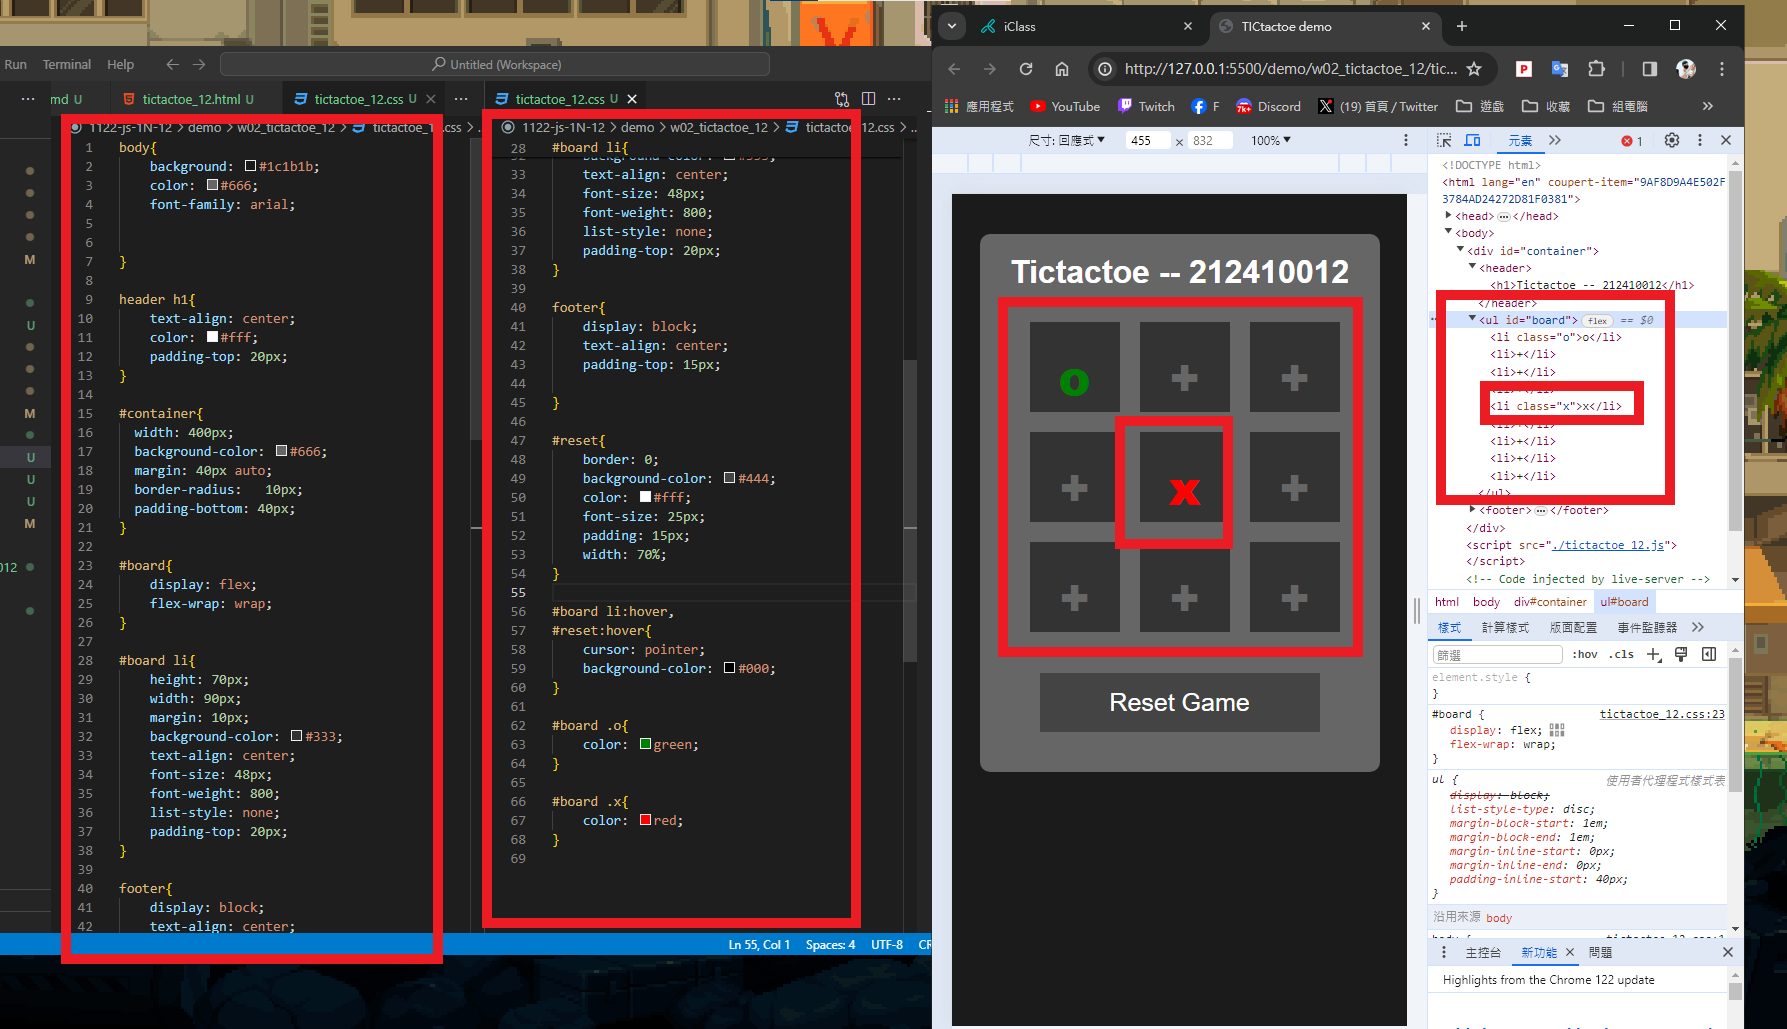 Run Terminal Help
Untitled (Workspace)
md U
tictactoe_12.html U
tictactoe_12.css U
1122-js-1N-12 > demo > w02_tictactoe_12 >
1 body{
2 background: #1c1b1b;
3 color: #666;
4 font-family: arial;
5
6
7 }
8
9 header h1{
10 text-align: center;
11 color: #fff;
12 padding-top: 20px;
13 }
14
15 #container{
16 width: 400px;
17 background-color: #666;
18 margin: 40px auto;
19 border-radius: 10px;
20 padding-bottom: 40px;
21 }
22
23 #board{
24 display: flex;
25 flex-wrap: wrap;
26 }
27
28 #board li{
29 height: 70px;
30 width: 90px;
31 margin: 10px;
32 background-color: #333;
33 text-align: center;
34 font-size: 48px;
35 font-weight: 800;
36 list-style: none;
37 padding-top: 20px;
38 }
39
40 footer{
41 display: block;
42 text-align: center;
M
U
M
U
U
U
M
012
tictactoe_12.css U
1122-js-1N-12 > demo > w02_tictactoe_12 > tictactoe_12.css > ...
28 #board li{
33 text-align: center;
34 font-size: 48px;
35 font-weight: 800;
36 list-style: none;
37 padding-top: 20px;
38 }
39
40 footer{
41 display: block;
42 text-align: center;
43 padding-top: 15px;
44
45 }
46
47 #reset{
48 border: 0;
49 background-color: #444;
50 color: #fff;
51 font-size: 25px;
52 padding: 15px;
53 width: 70%;
54 }
55
56 #board li:hover,
57 #reset:hover{
58 cursor: pointer;
59 background-color: #000;
60 }
61
62 #board .o{
63 color: green;
64 }
65
66 #board .x{
67 color: red;
68 }
69
Ln 55, Col 1 Spaces: 4 UTF-8
iClass
TICtactoe demo
http://127.0.0.1:5500/demo/w02_tictactoe_12/tic...
應用程式 YouTube Twitch F Discord (19) 首頁 / Twitter 遊戲 收藏 組電腦
尺寸: 回應式 455 × 832 100%
Tictactoe -- 212410012
o + +
+ x +
+ + +
Reset Game
元素 1
<!DOCTYPE html>
<html lang="en" coupert-item="9AF8D9A4E502F
3784AD24272D81F0381">
<head> ... </head>
<body>
<div id="container">
<header>
<h1>Tictactoe -- 212410012</h1>
</header>
<ul id="board"> flex == $0
<li class="o">o</li>
<li>+</li>
<li>+</li>
<li class="x">x</li>
<li>+</li>
<li>+</li>
<li>+</li>
<li>+</li>
</ul>
<footer> ... </footer>
</div>
<script src="./tictactoe_12.js">
</script>
<!-- Code injected by live-server -->
html body div#container ul#board
樣式 計算樣式 版面配置 事件監聽器
篩選 :hov .cls
element.style {
}
#board { tictactoe_12.css:23
display: flex;
flex-wrap: wrap;
}
ul { 使用者代理程式樣式表
display: block;
list-style-type: disc;
margin-block-start: 1em;
margin-block-end: 1em;
margin-inline-start: 0px;
margin-inline-end: 0px;
padding-inline-start: 40px;
}
沿用來源 body
主控台 新功能 問題
Highlights from the Chrome 122 update